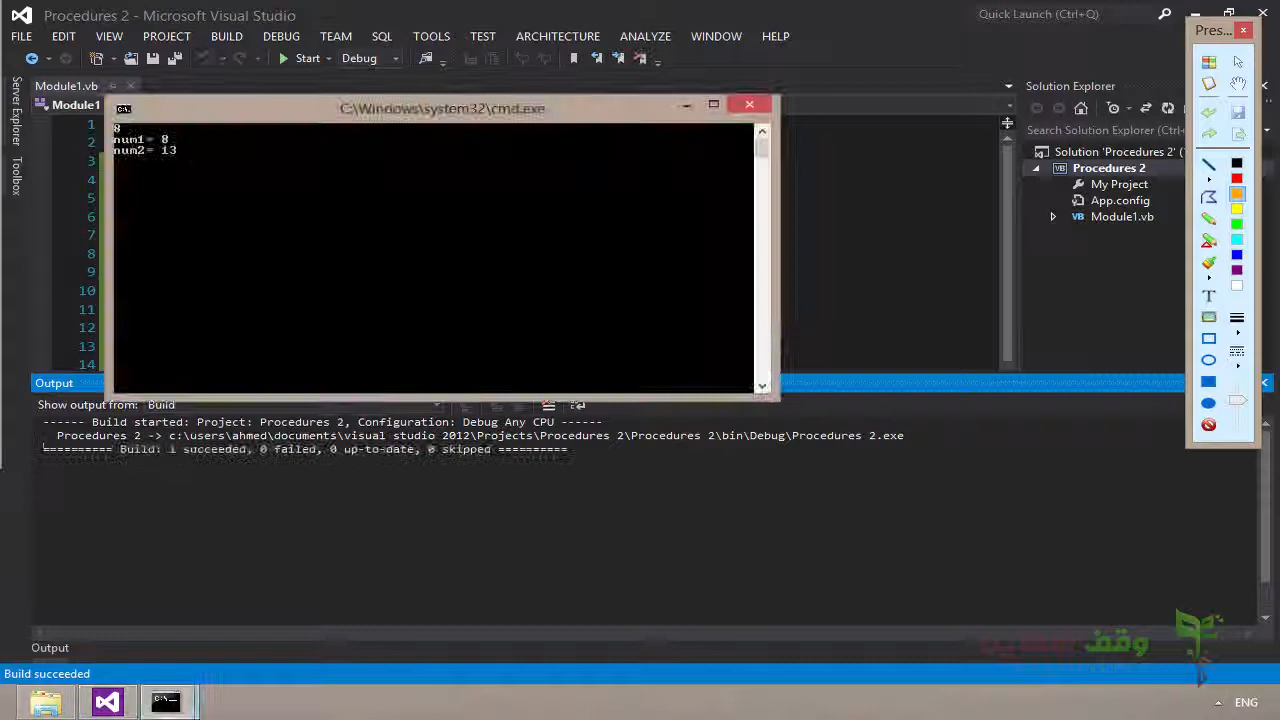 Procedures 2 - Microsoft Visual Studio
Quick Launch (Ctrl+Q)
FILE EDIT VIEW PROJECT BUILD DEBUG TEAM SQL TOOLS TEST ARCHITECTURE ANALYZE WINDOW HELP
Pres...
Start Debug
Module1.vb
Solution Explorer
Module1
C:\Windows\system32\cmd.exe
Server Explorer
Toolbox
1
2
3
4
5
6
7
8
9
10
11
12
13
14
8
num1= 8
num2= 13
Search Solution Explorer
Solution 'Procedures 2' (
Procedures 2
My Project
App.config
Module1.vb
Output
Show output from: Build
------ Build started: Project: Procedures 2, Configuration: Debug Any CPU ------
Procedures 2 -> c:\users\ahmed\documents\visual studio 2012\Projects\Procedures 2\Procedures 2\bin\Debug\Procedures 2.exe
========== Build: 1 succeeded, 0 failed, 0 up-to-date, 0 skipped ==========
Output
وقف
Build succeeded
ENG